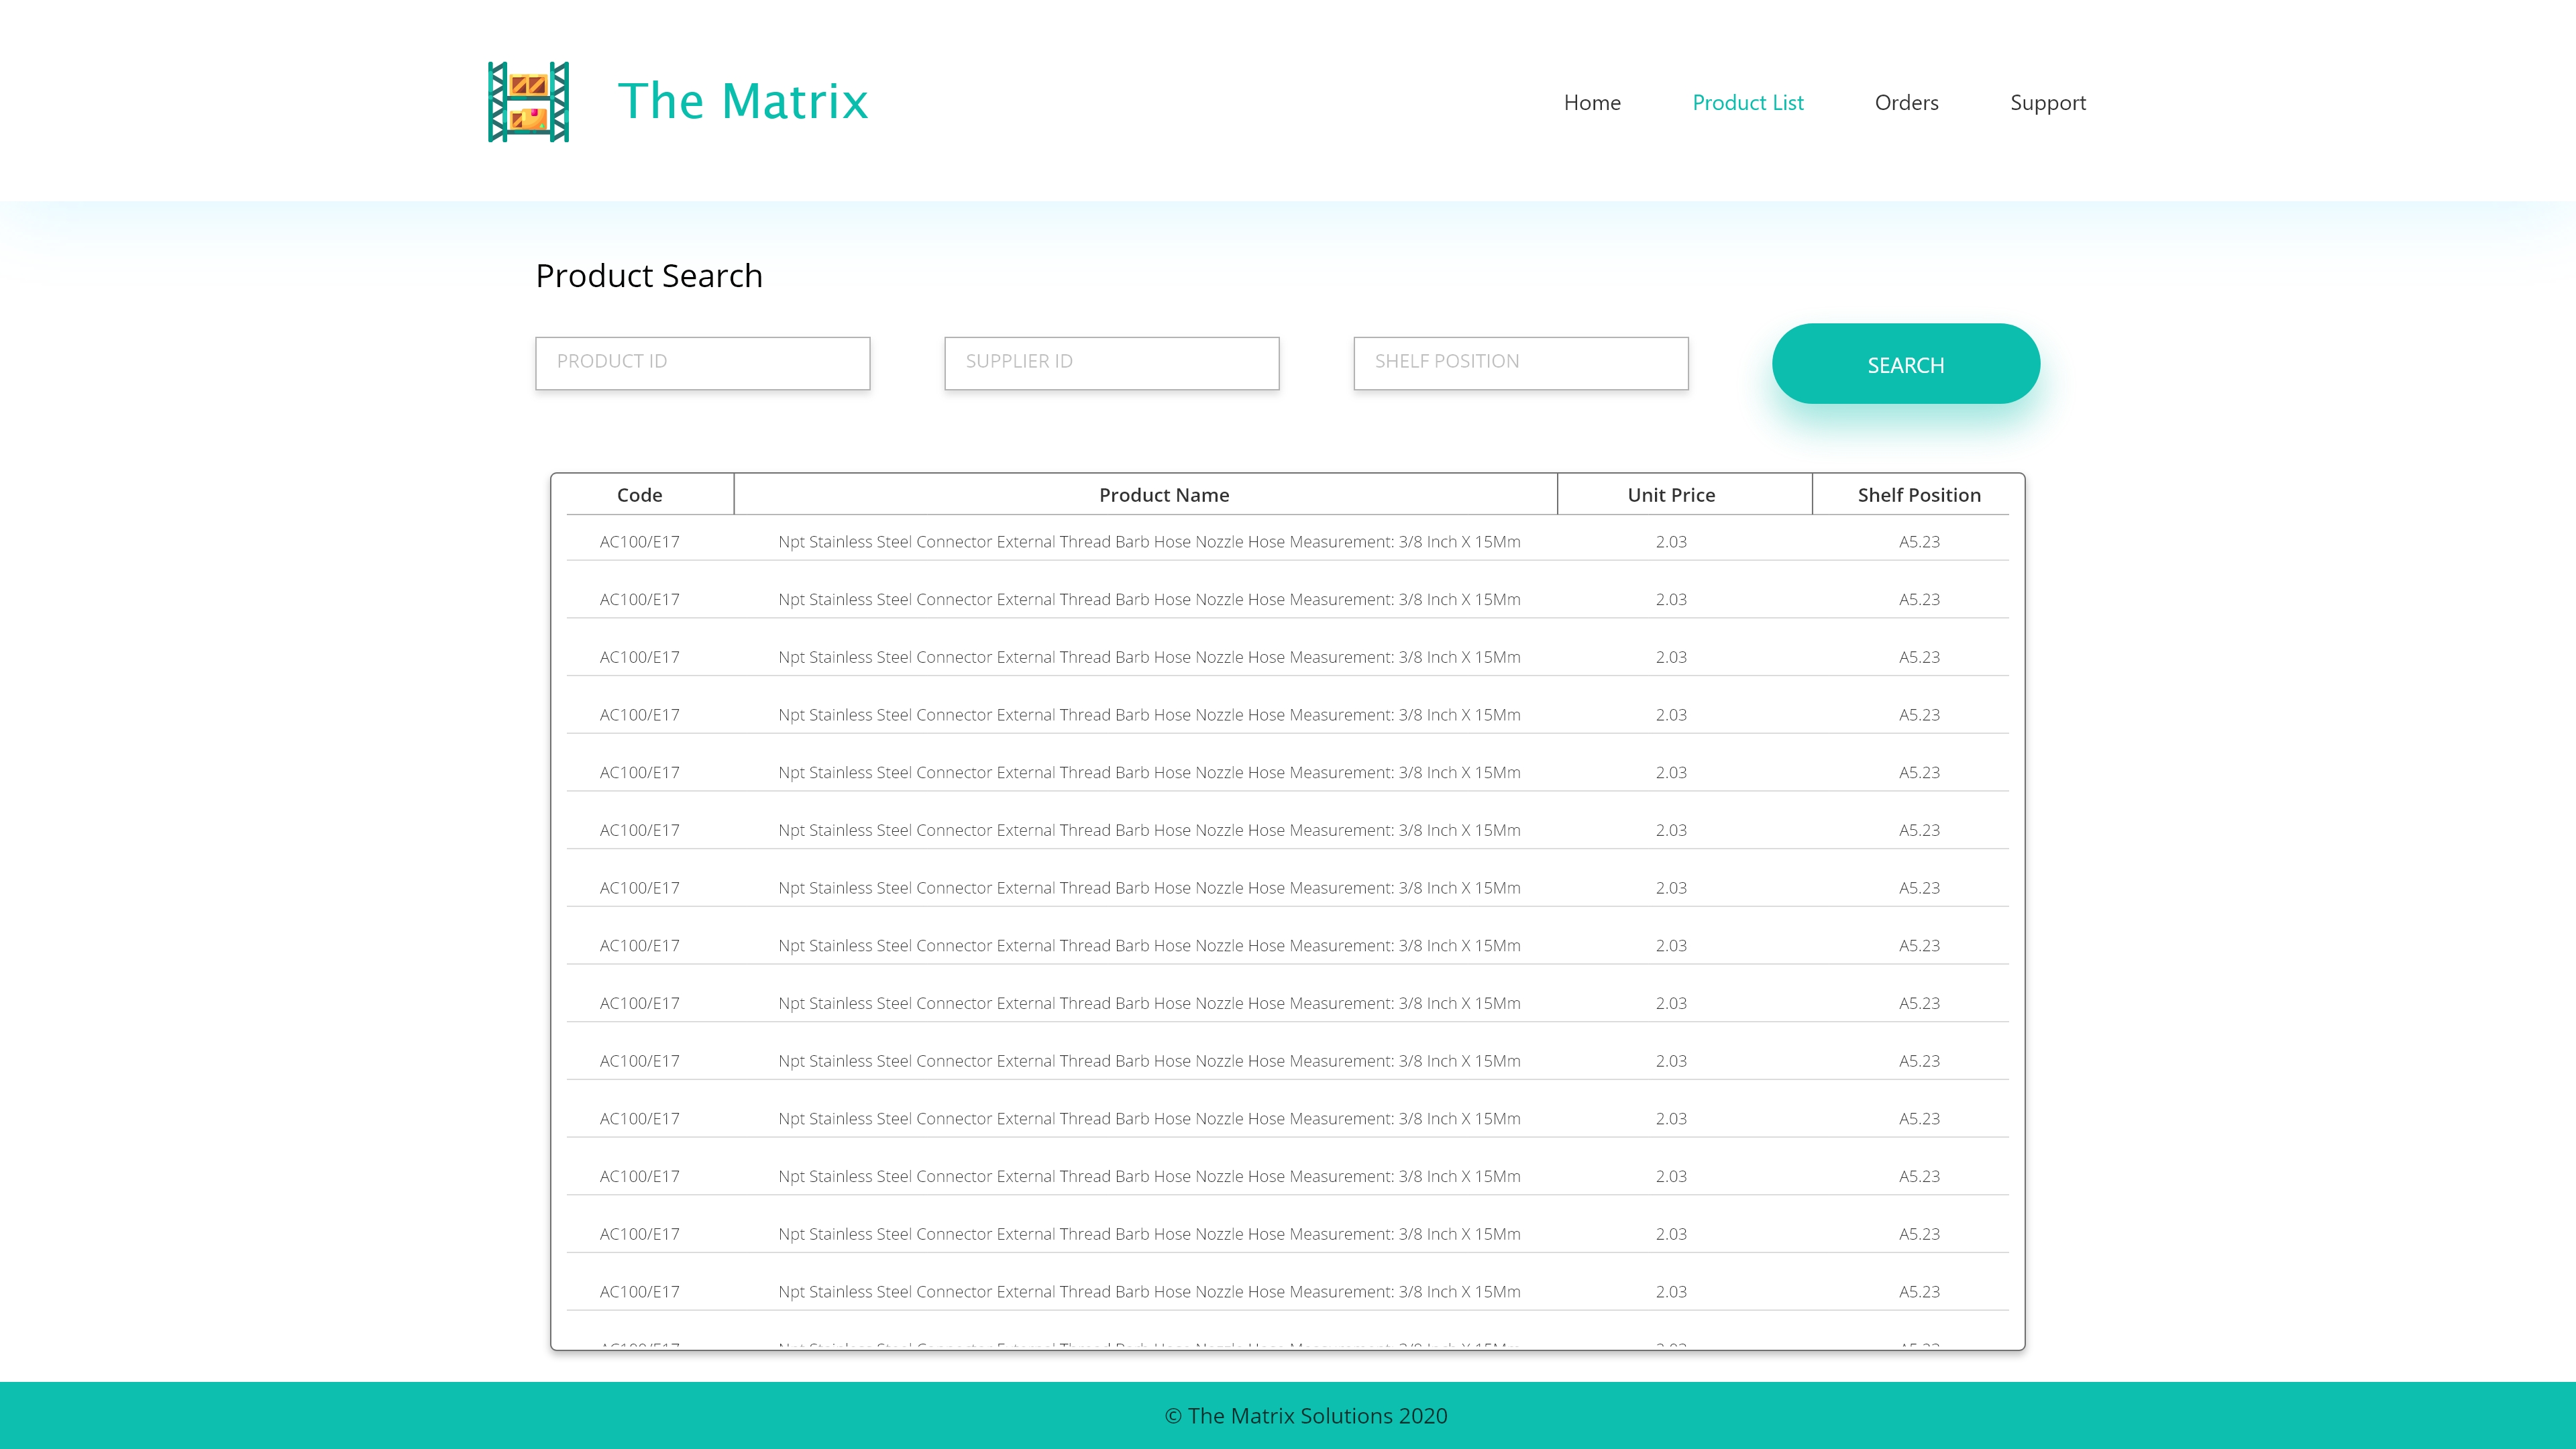 The Matrix
Home Product List Orders Support
Product Search
PRODUCT ID SUPPLIER ID SHELF POSITION SEARCH
Code Product Name Unit Price Shelf Position
AC100/E17 Npt Stainless Steel Connector External Thread Barb Hose Nozzle Hose Measurement: 3/8 Inch X 15Mm 2.03 A5.23
AC100/E17 Npt Stainless Steel Connector External Thread Barb Hose Nozzle Hose Measurement: 3/8 Inch X 15Mm 2.03 A5.23
AC100/E17 Npt Stainless Steel Connector External Thread Barb Hose Nozzle Hose Measurement: 3/8 Inch X 15Mm 2.03 A5.23
AC100/E17 Npt Stainless Steel Connector External Thread Barb Hose Nozzle Hose Measurement: 3/8 Inch X 15Mm 2.03 A5.23
AC100/E17 Npt Stainless Steel Connector External Thread Barb Hose Nozzle Hose Measurement: 3/8 Inch X 15Mm 2.03 A5.23
AC100/E17 Npt Stainless Steel Connector External Thread Barb Hose Nozzle Hose Measurement: 3/8 Inch X 15Mm 2.03 A5.23
AC100/E17 Npt Stainless Steel Connector External Thread Barb Hose Nozzle Hose Measurement: 3/8 Inch X 15Mm 2.03 A5.23
AC100/E17 Npt Stainless Steel Connector External Thread Barb Hose Nozzle Hose Measurement: 3/8 Inch X 15Mm 2.03 A5.23
AC100/E17 Npt Stainless Steel Connector External Thread Barb Hose Nozzle Hose Measurement: 3/8 Inch X 15Mm 2.03 A5.23
AC100/E17 Npt Stainless Steel Connector External Thread Barb Hose Nozzle Hose Measurement: 3/8 Inch X 15Mm 2.03 A5.23
AC100/E17 Npt Stainless Steel Connector External Thread Barb Hose Nozzle Hose Measurement: 3/8 Inch X 15Mm 2.03 A5.23
AC100/E17 Npt Stainless Steel Connector External Thread Barb Hose Nozzle Hose Measurement: 3/8 Inch X 15Mm 2.03 A5.23
AC100/E17 Npt Stainless Steel Connector External Thread Barb Hose Nozzle Hose Measurement: 3/8 Inch X 15Mm 2.03 A5.23
AC100/E17 Npt Stainless Steel Connector External Thread Barb Hose Nozzle Hose Measurement: 3/8 Inch X 15Mm 2.03 A5.23
© The Matrix Solutions 2020